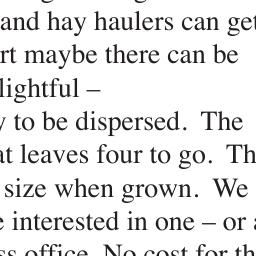 and hay haulers can get
rt maybe there can be
lightful –
y to be dispersed. The
at leaves four to go. Th
size when grown. We
e interested in one – or a
ss office. No cost for th